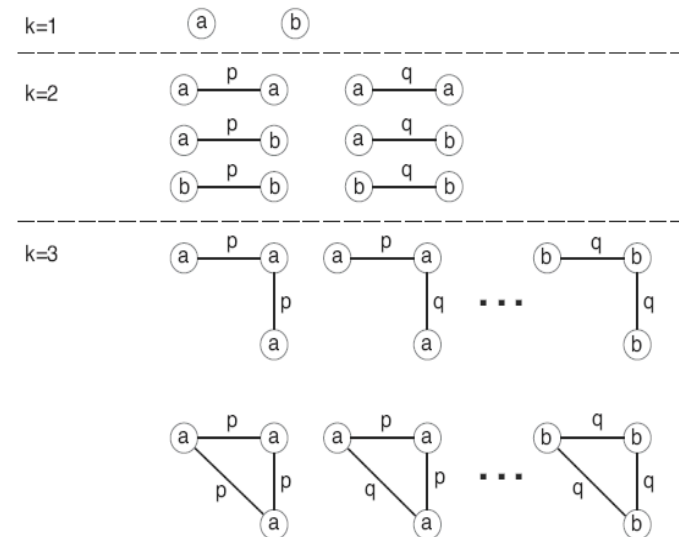 k=1 a b
k=2 p q
a a a a
p q
a b a b
p q
b b b b
k=3 p p q
a a a a b b
p q ... q
a a b
p p q
a a a a b b
p p q p ... q q
a a b